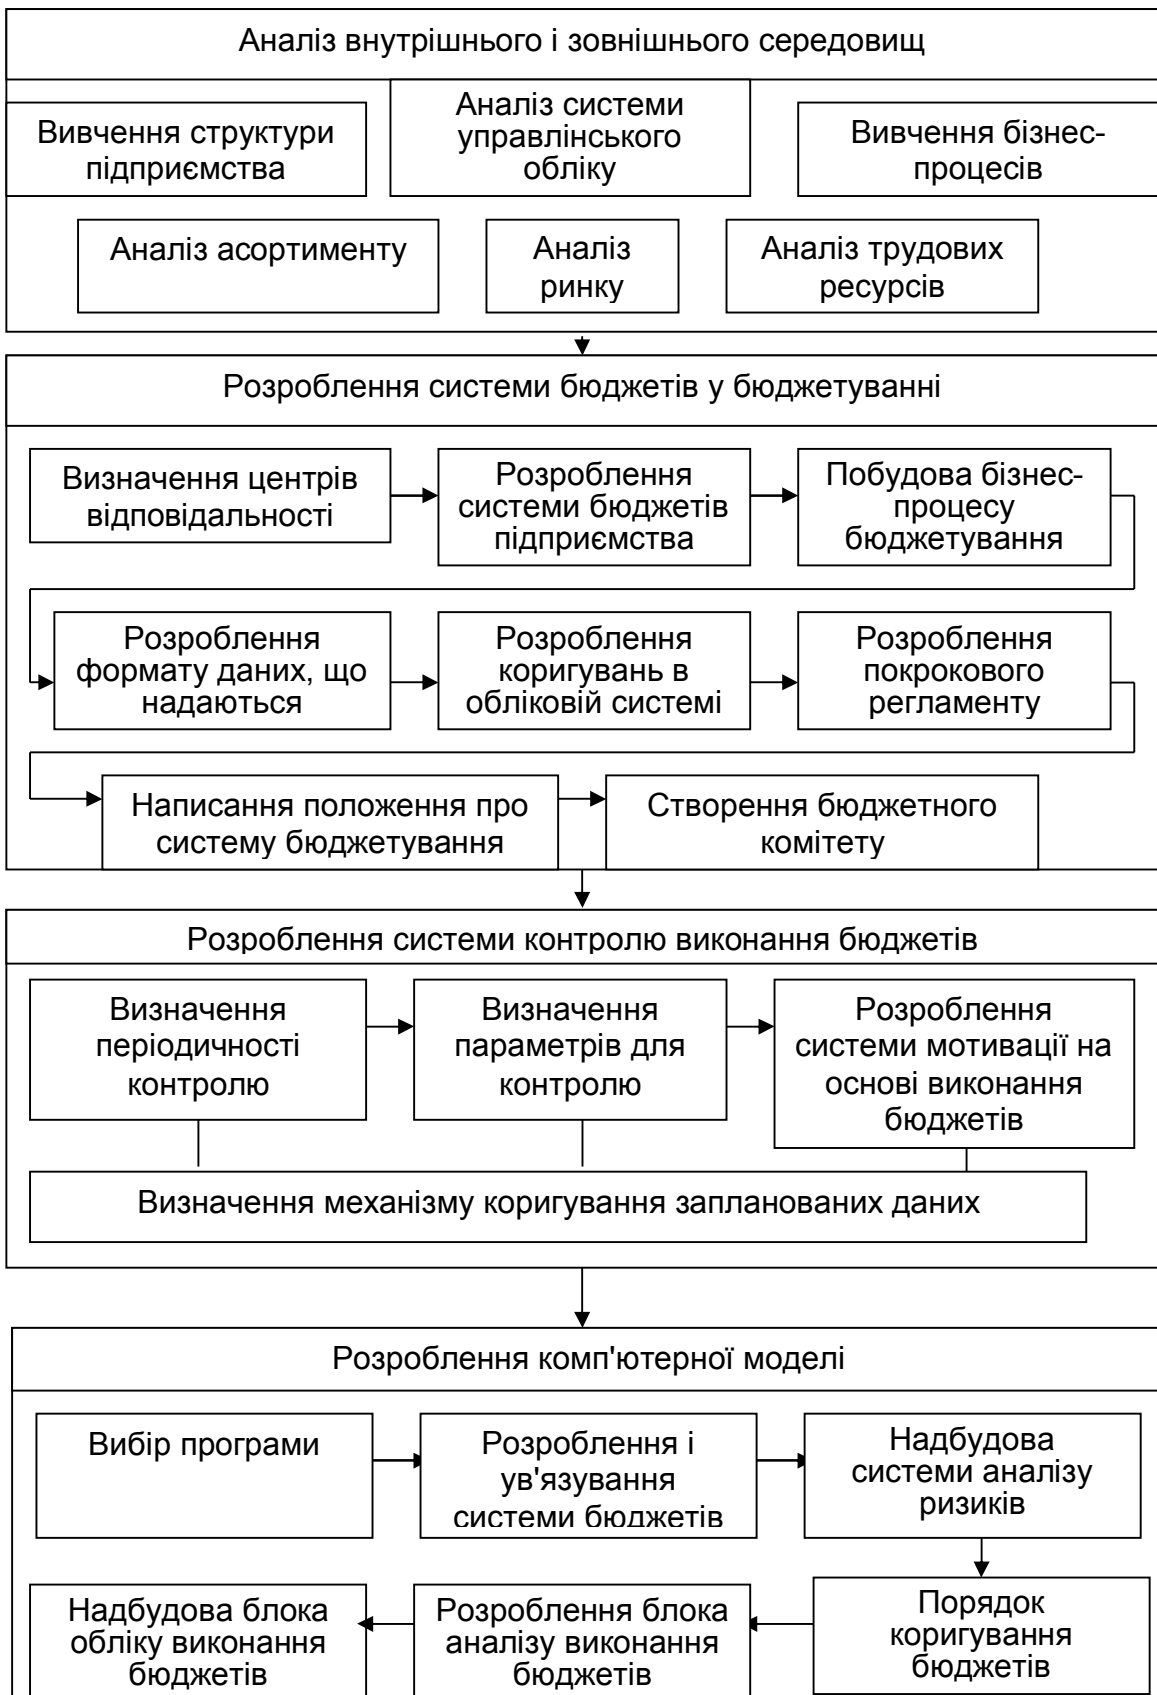 Аналіз внутрішнього і зовнішнього середовищ
Вивчення структури
підприємства
Аналіз системи
управлінського
обліку
Вивчення бізнес-
процесів
Аналіз асортименту
Аналіз
ринку
Аналіз трудових
ресурсів
Розроблення системи бюджетів у бюджетуванні
Визначення центрів
відповідальності
Розроблення
системи бюджетів
підприємства
Побудова бізнес-
процесу
бюджетування
Розроблення
формату даних, що
надаються
Розроблення
коригувань в
обліковій системі
Розроблення
покрокового
регламенту
Написання положення про
систему бюджетування
Створення бюджетного
комітету
Розроблення системи контролю виконання бюджетів
Визначення
періодичності
контролю
Визначення
параметрів для
контролю
Розроблення
системи мотивації на
основі виконання
бюджетів
Визначення механізму коригування запланованих даних
Розроблення комп'ютерної моделі
Вибір програми
Розроблення і
ув'язування
системи бюджетів
Надбудова
системи аналізу
ризиків
Надбудова блока
обліку виконання
бюджетів
Розроблення блока
аналізу виконання
бюджетів
Порядок
коригування
бюджетів